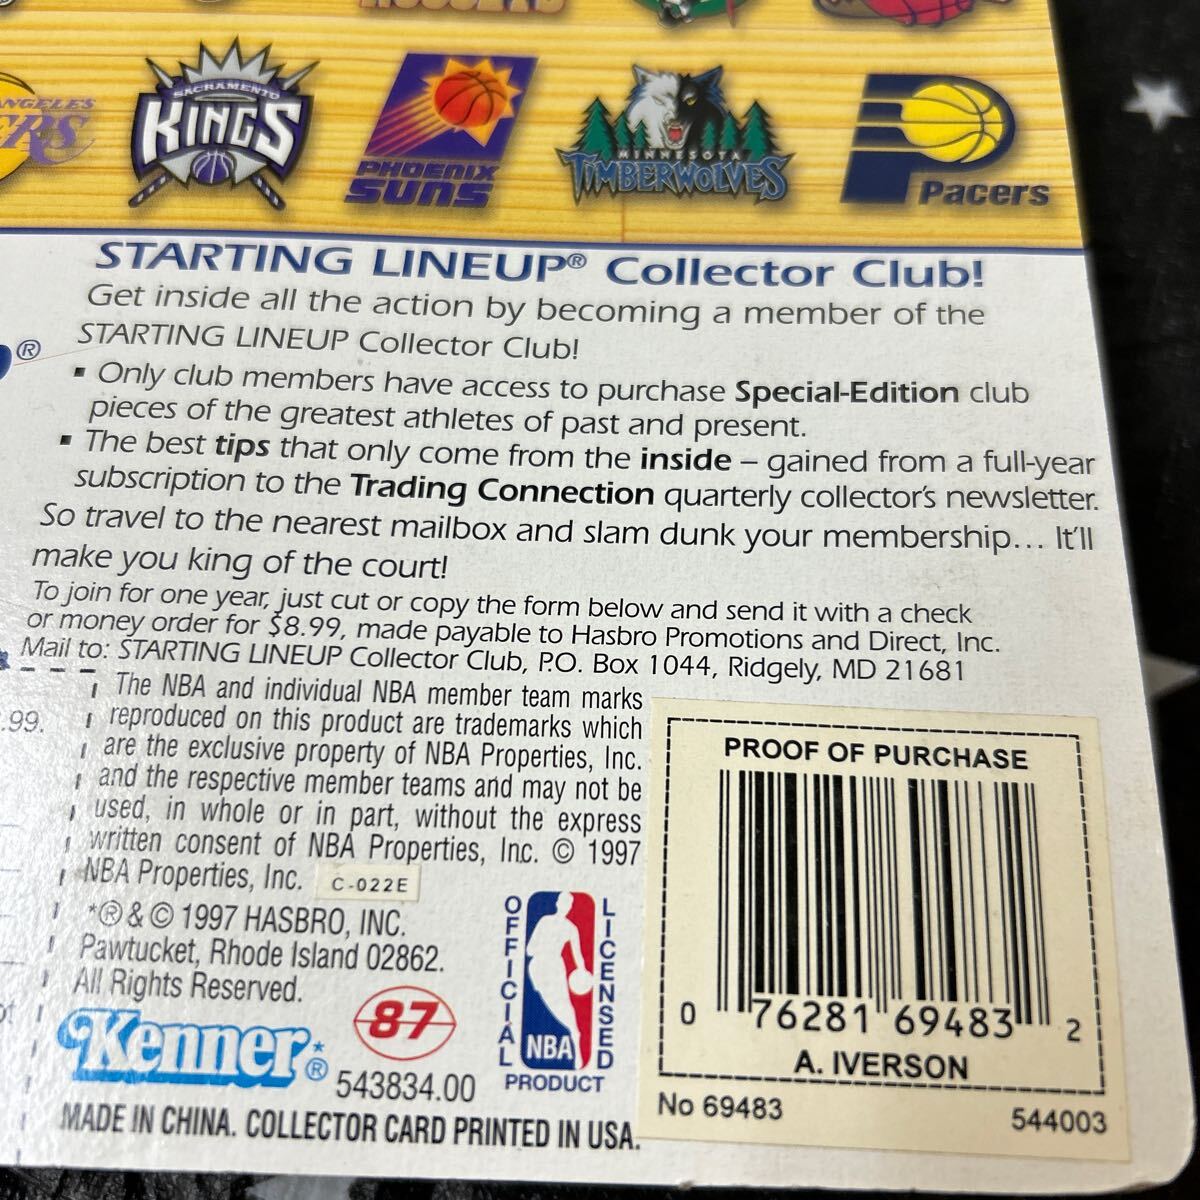 ANGELES
SACRAMENTO
KINGS
PHOENIX
SUNS
MINNESOTA
TIMBERWOLVES
Pacers
STARTING LINEUP® Collector Club!
Get inside all the action by becoming a member of the
STARTING LINEUP Collector Club!
®
▪ Only club members have access to purchase Special-Edition club
pieces of the greatest athletes of past and present.
▪ The best tips that only come from the inside – gained from a full-year
subscription to the Trading Connection quarterly collector's newsletter.
So travel to the nearest mailbox and slam dunk your membership... It'll
make you king of the court!
To join for one year, just cut or copy the form below and send it with a check
or money order for $8.99, made payable to Hasbro Promotions and Direct, Inc.
Mail to: STARTING LINEUP Collector Club, P.O. Box 1044, Ridgely, MD 21681
.99.
The NBA and individual NBA member team marks
reproduced on this product are trademarks which
are the exclusive property of NBA Properties, Inc.
and the respective member teams and may not be
used, in whole or in part, without the express
written consent of NBA Properties, Inc. © 1997
NBA Properties, Inc.
C-022E
*® & © 1997 HASBRO, INC.
Pawtucket, Rhode Island 02862.
All Rights Reserved.
Kenner*®
87
543834.00
OFFICIAL
LICENSED
NBA
PRODUCT
MADE IN CHINA. COLLECTOR CARD PRINTED IN USA.
PROOF OF PURCHASE
0 76281 69483 2
A. IVERSON
No 69483
544003